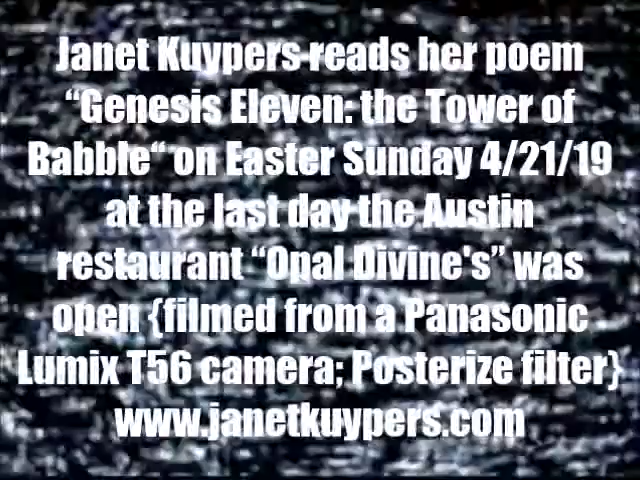 Janet Kuypers reads her poem
“Genesis Eleven: the Tower of
Babble“ on Easter Sunday 4/21/19
at the last day the Austin
restaurant “Opal Divine's” was
open {filmed from a Panasonic
Lumix T56 camera; Posterize filter}
www.janetkuypers.com